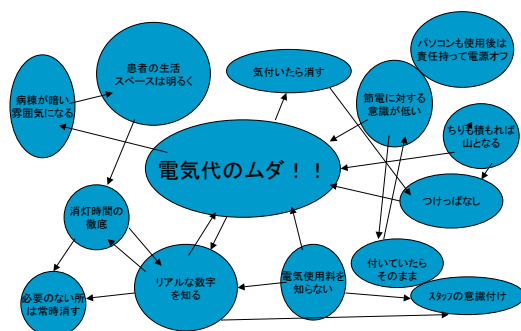 パソコンも使用後は
責任持って電源オフ
患者の生活
スペースは明るく
気付いたら消す
病棟が暗い
雰囲気になる
節電に対する
意識が低い
ちりも積もれば
山となる
電気代のムダ！！
つけっぱなし
消灯時間の
徹底
付いていたら
そのまま
リアルな数字
を知る
電気使用料を
知らない
必要のない所
は常時消す
スタッフの意識付け